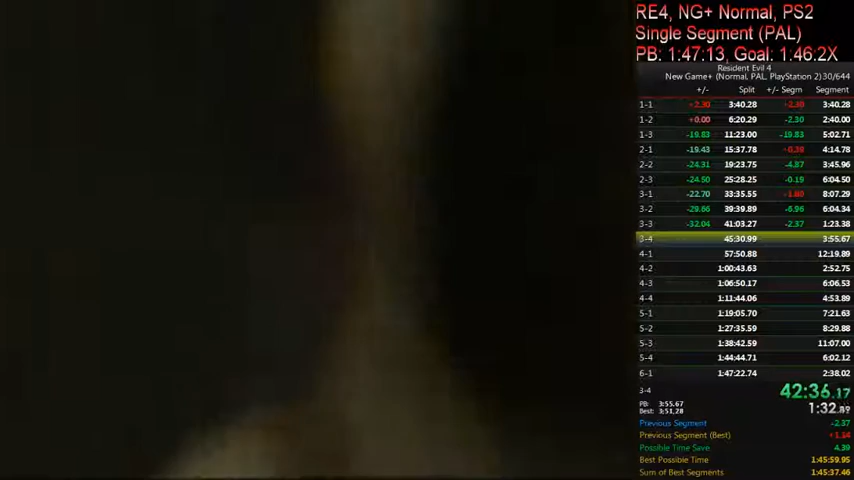 RE4, NG+ Normal, PS2
Single Segment (PAL)
PB: 1:47:13, Goal: 1:46:2X
Resident Evil 4
New Game+ (Normal, PAL, PlayStation 2) 30/644
+/- Split +/- Segm Segment
1-1 +2.30 3:40.28 +2.30 3:40.28
1-2 +0.00 6:20.29 -2.30 2:40.00
1-3 -19.83 11:23.00 -19.83 5:02.71
2-1 -19.43 15:37.78 +0.38 4:14.78
2-2 -24.31 19:23.75 -4.87 3:45.96
2-3 -24.50 25:28.25 -0.19 6:04.50
3-1 -22.70 33:35.55 8:07.29
3-2 -29.66 39:39.89 -6.96 6:04.34
3-3 -32.04 41:03.27 -2.37 1:23.38
3-4 45:30.99 3:55.67
4-1 57:50.88 12:19.89
4-2 1:00:43.63 2:52.75
4-3 1:06:50.17 6:06.53
4-4 1:11:44.06 4:53.89
5-1 1:19:05.70 7:21.63
5-2 1:27:35.59 8:29.88
5-3 1:38:42.59 11:07.00
5-4 1:44:44.71 6:02.12
6-1 1:47:22.74 2:38.02
3-4 42:36.17
PB: 3:55.67
Best: 3:51.28 1:32.89
Previous Segment -2.37
Previous Segment (Best) +1.14
Possible Time Save 4.39
Best Possible Time 1:45:59.95
Sum of Best Segments 1:45:37.46